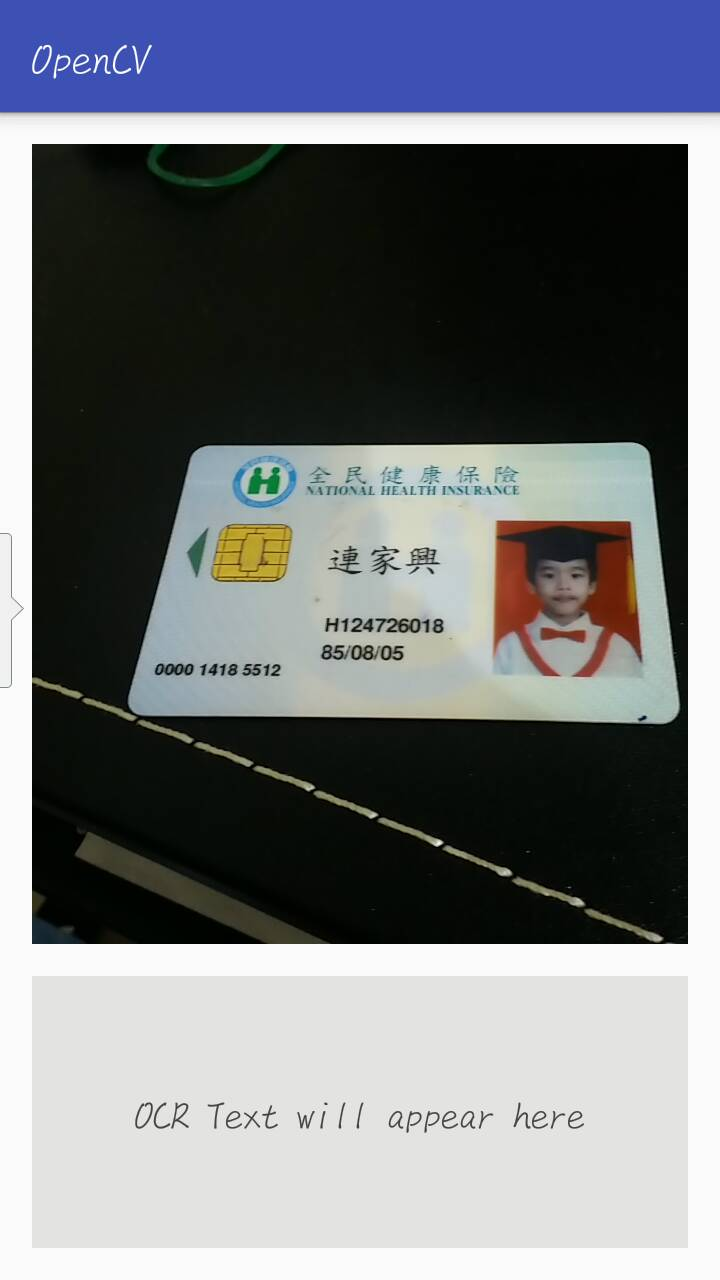 OpenCV
全民健康保險
NATIONAL HEALTH INSURANCE
連家興
H124726018
85/08/05
0000 1418 5512
OCR Text will appear here